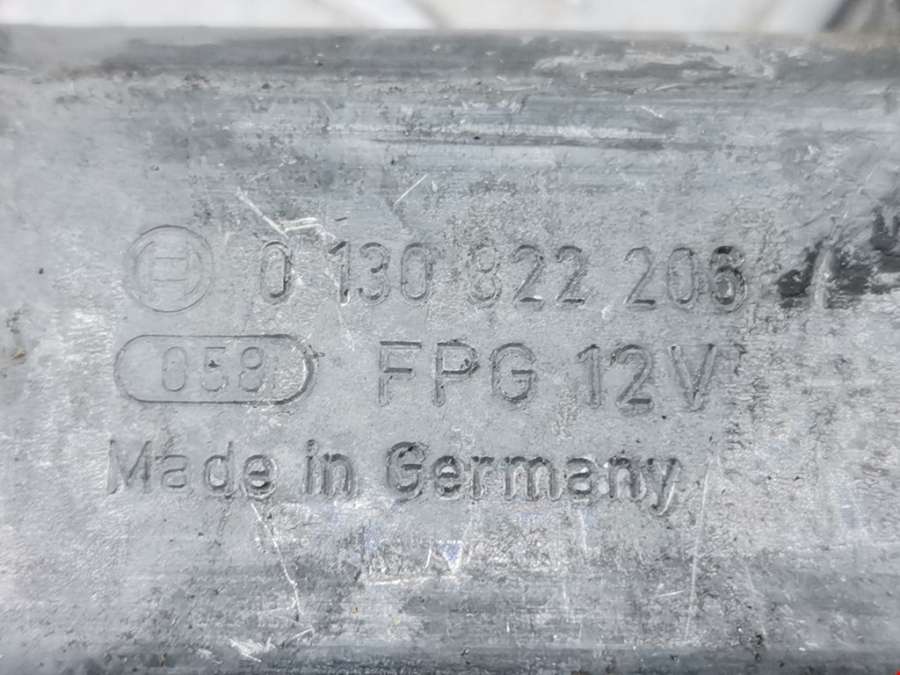 0 130 822 206
058 FPG 12V
Made in Germany